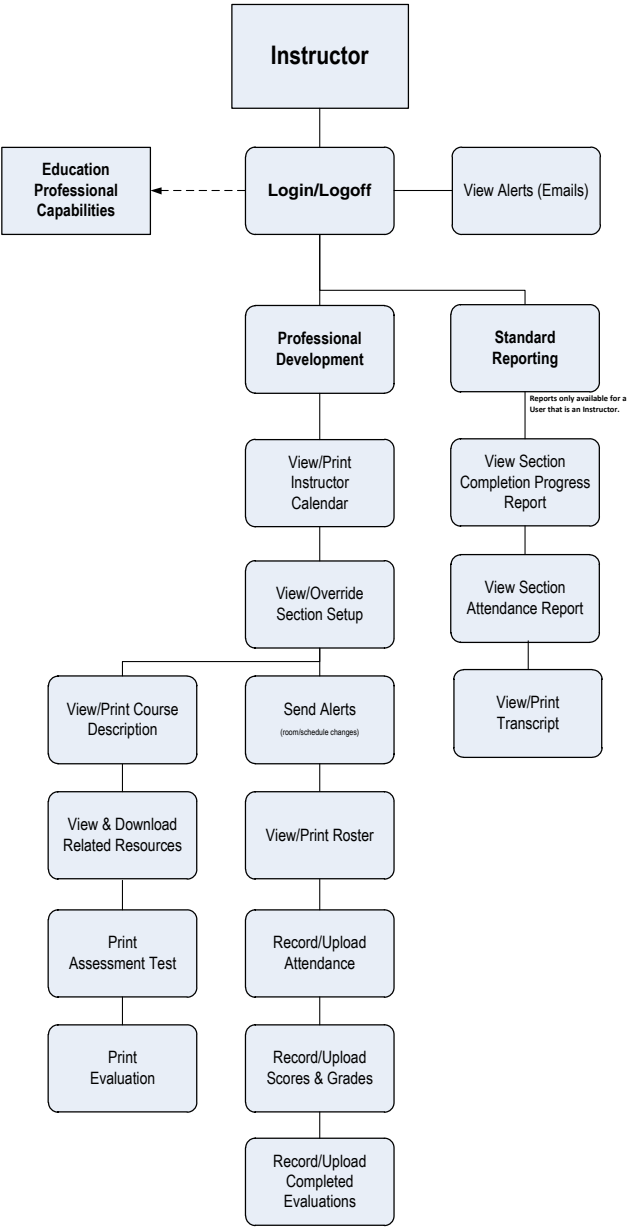 Instructor
Education
Professional
Capabilities
Login/Logoff
View Alerts (Emails)
Professional
Development
Standard
Reporting
Reports only available for a
User that is an Instructor.
View/Print
Instructor
Calendar
View Section
Completion Progress
Report
View/Override
Section Setup
View Section
Attendance Report
View/Print Course
Description
Send Alerts
(room/schedule changes)
View/Print
Transcript
View & Download
Related Resources
View/Print Roster
Print
Assessment Test
Record/Upload
Attendance
Print
Evaluation
Record/Upload
Scores & Grades
Record/Upload
Completed
Evaluations